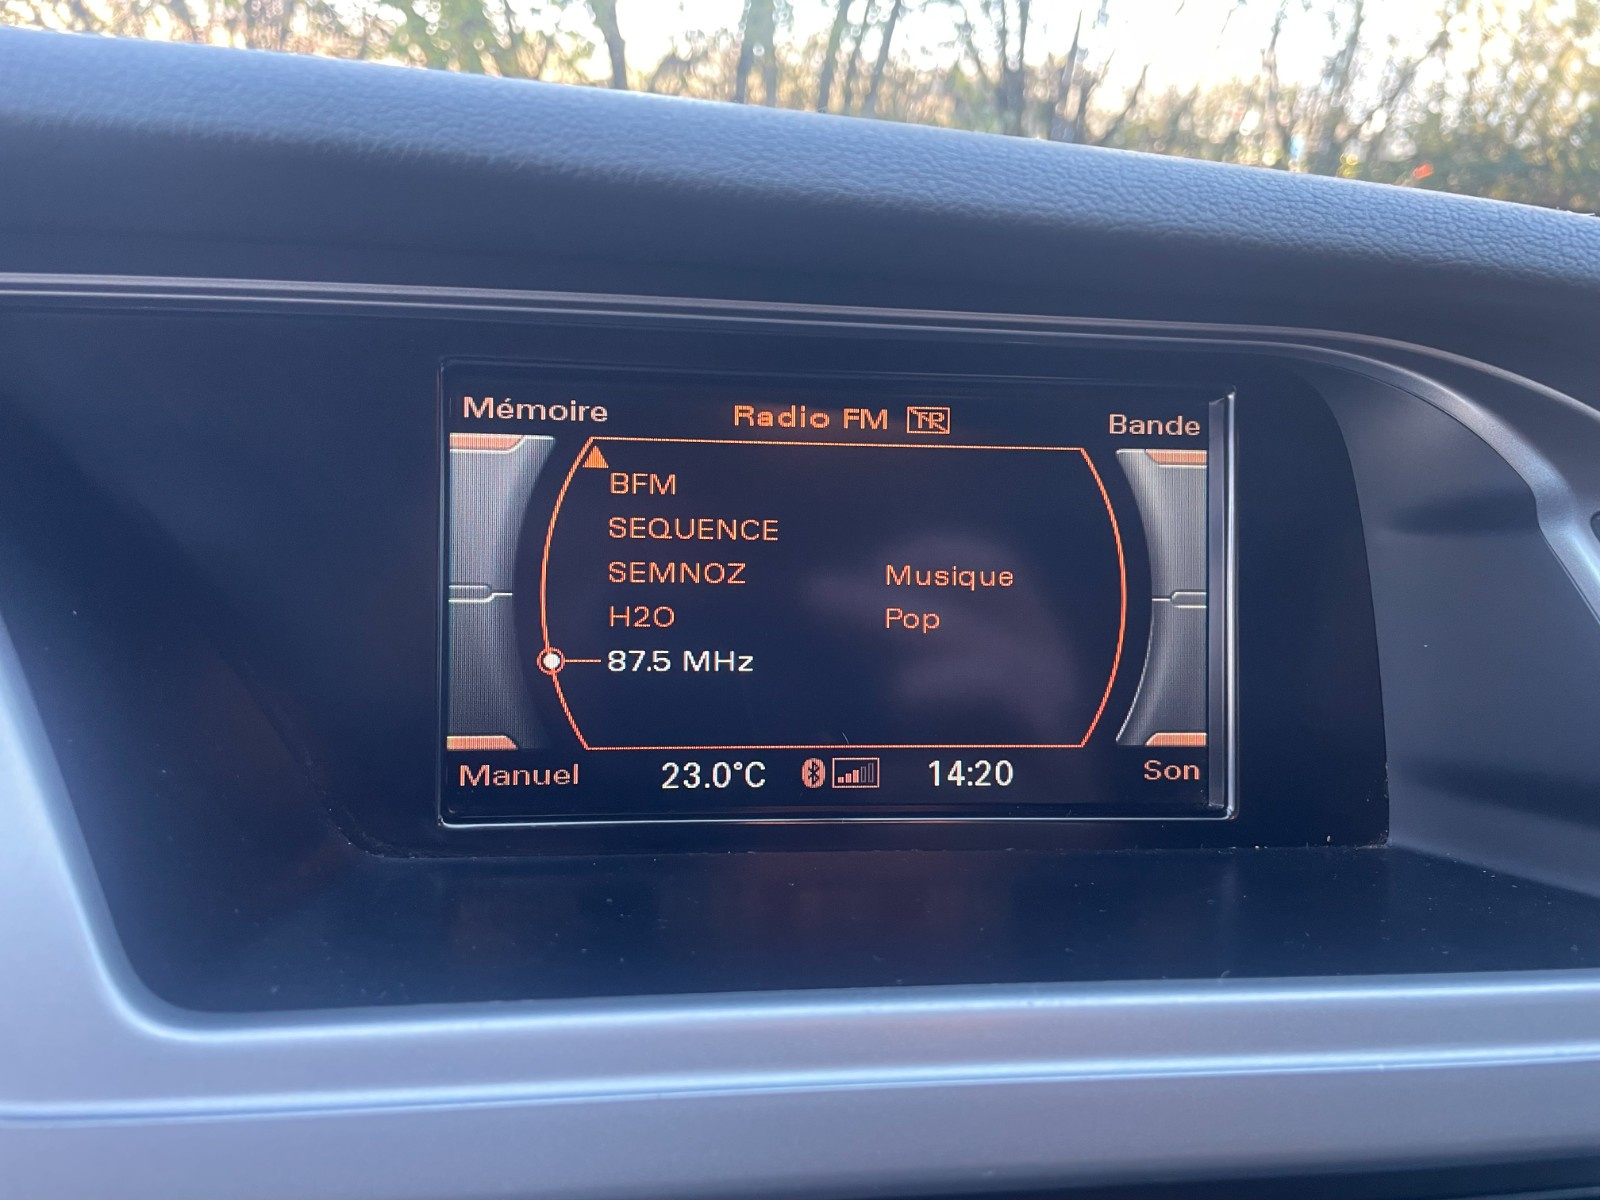 Mémoire Radio FM TP Bande
BFM
SEQUENCE
SEMNOZ Musique
H2O Pop
87.5 MHz
Manuel 23.0°C 14:20 Son